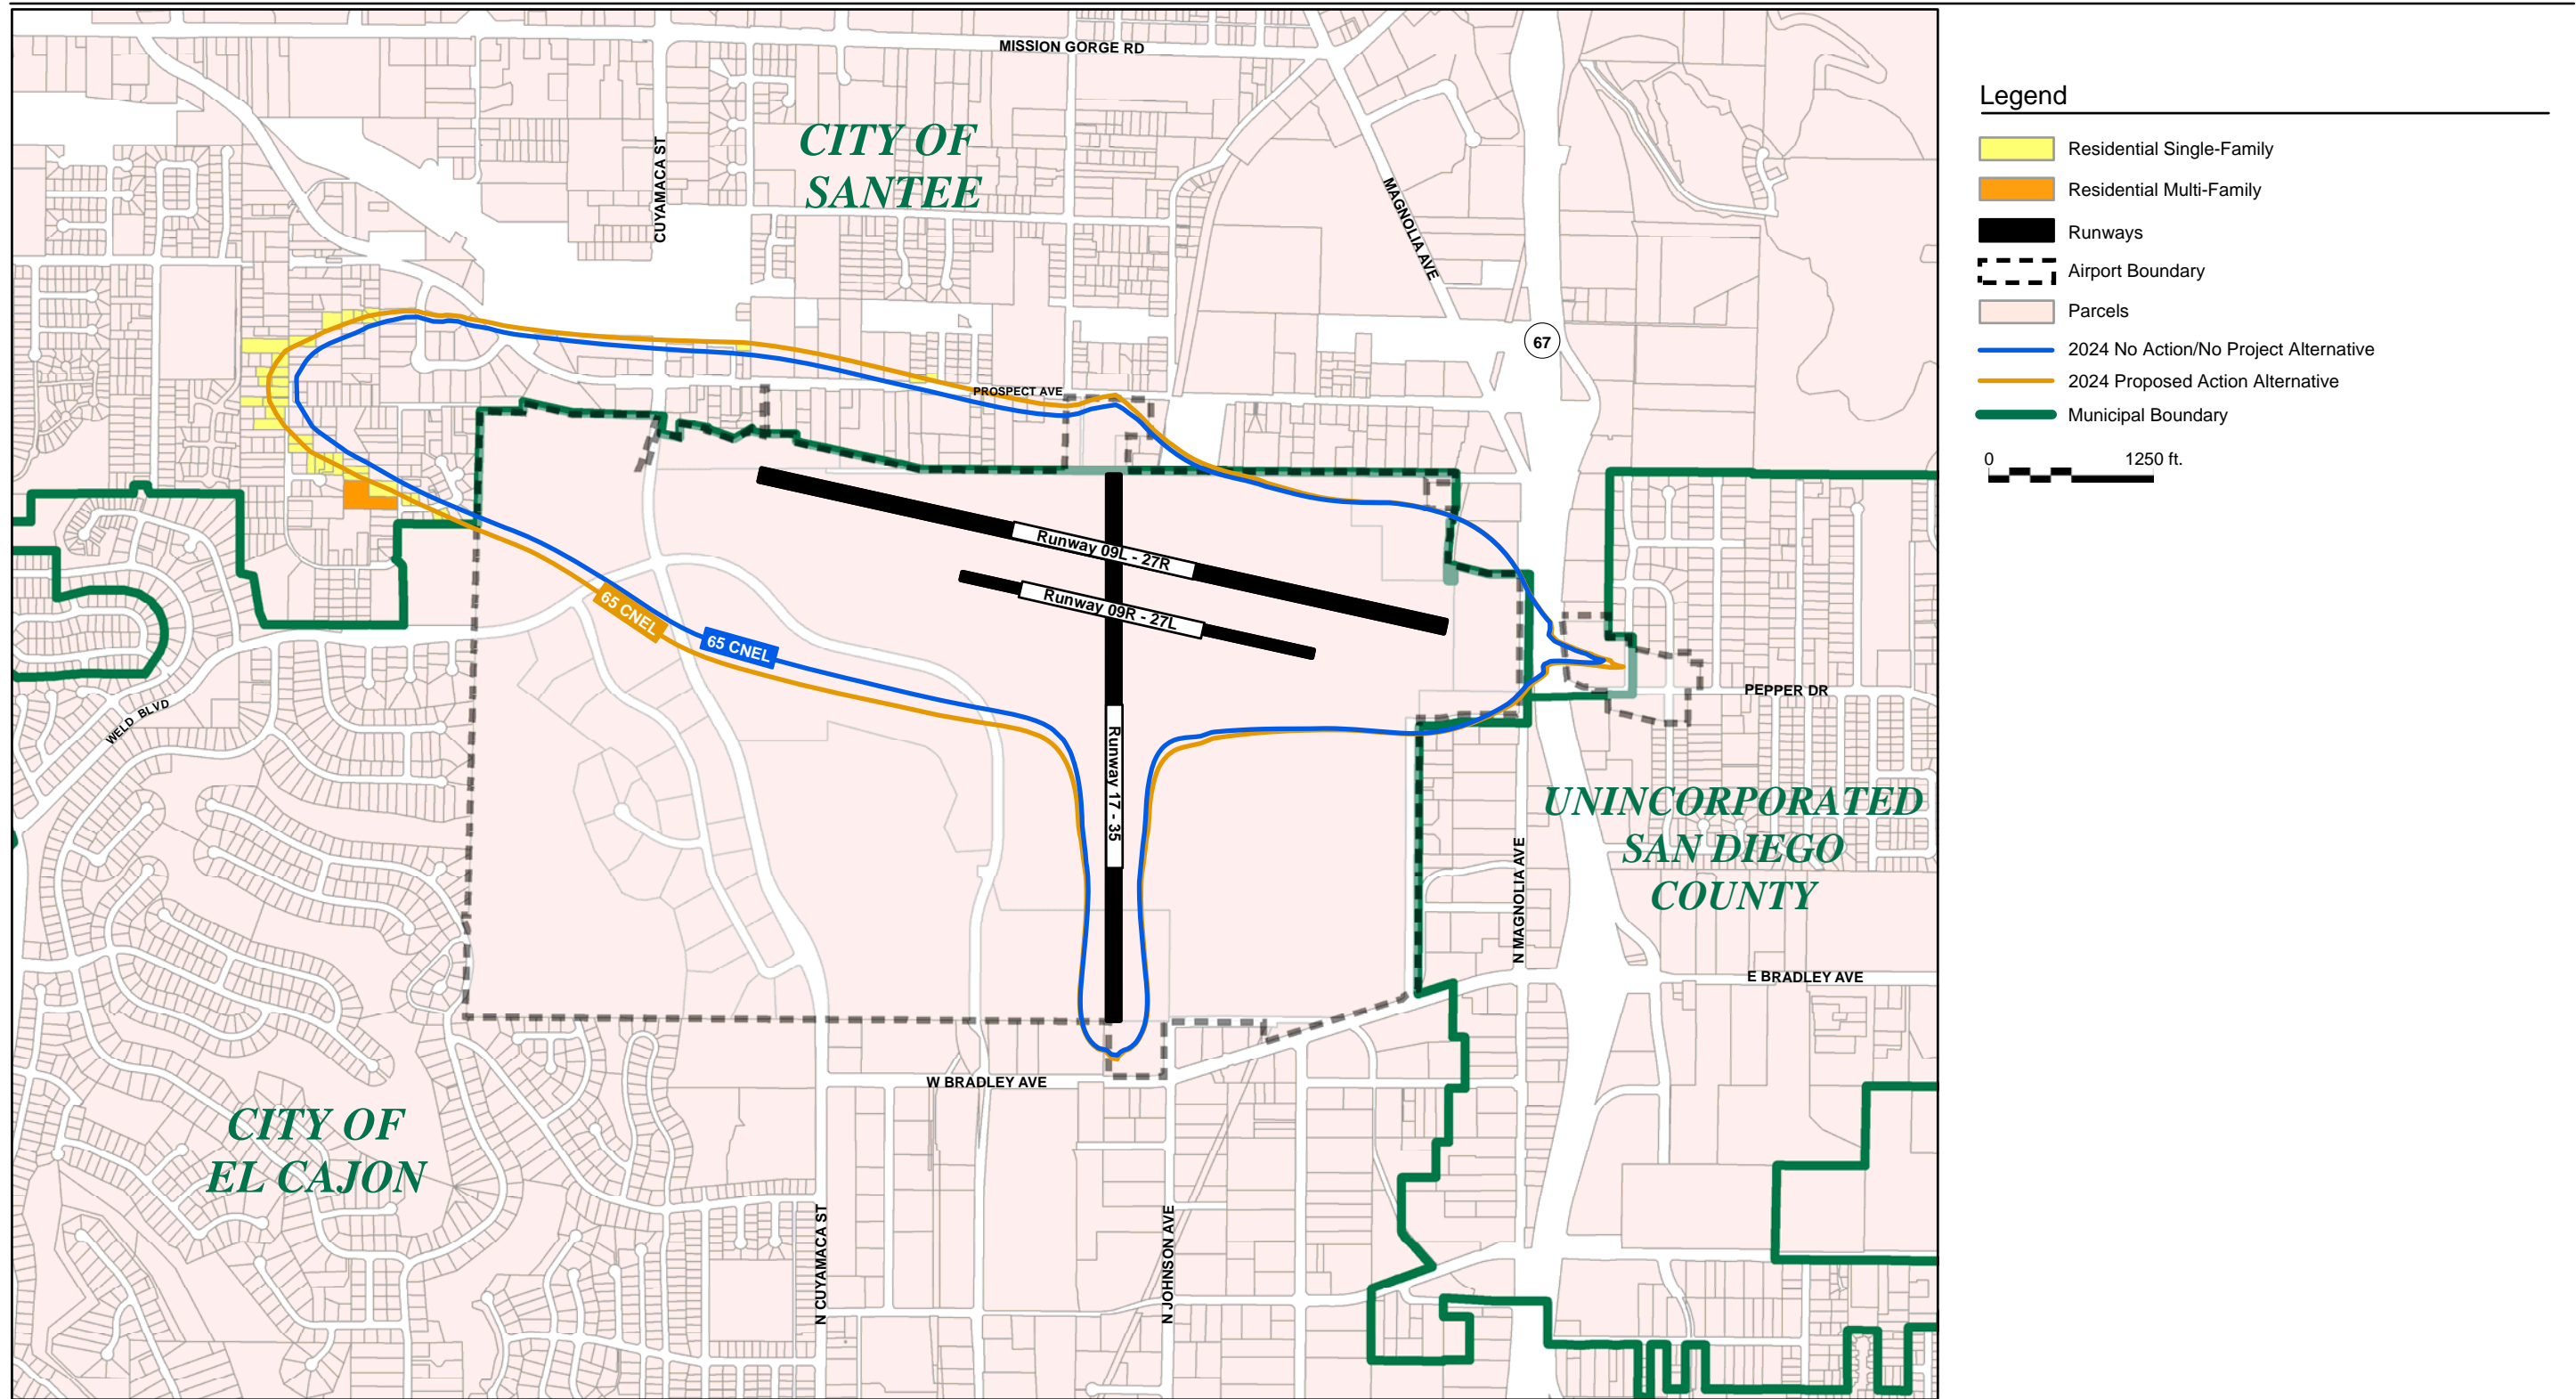 MISSION GORGE RD
CITY OF
SANTEE
CUYAMACA ST
MAGNOLIA AVE
67
PROSPECT AVE
Runway 09L - 27R
Runway 09R - 27L
Runway 17 - 35
65 CNEL
65 CNEL
WELD BLVD
PEPPER DR
UNINCORPORATED
SAN DIEGO
COUNTY
N MAGNOLIA AVE
E BRADLEY AVE
W BRADLEY AVE
CITY OF
EL CAJON
N CUYAMACA ST
N JOHNSON AVE
Legend
Residential Single-Family
Residential Multi-Family
Runways
Airport Boundary
Parcels
2024 No Action/No Project Alternative
2024 Proposed Action Alternative
Municipal Boundary
0 1250 ft.